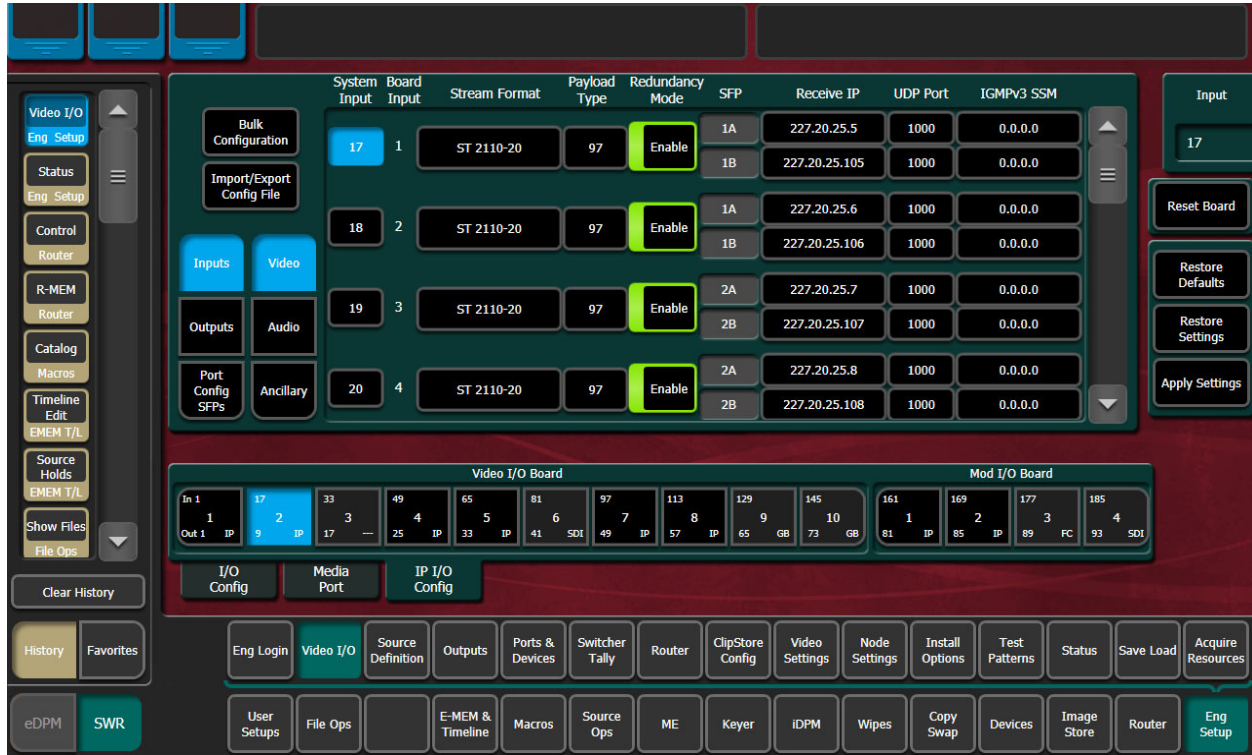 System Board Payload Redundancy
Input Input Stream Format Type Mode SFP Receive IP UDP Port IGMPv3 SSM
Video I/O
Eng Setup
Status
Eng Setup
Control
Router
R-MEM
Router
Catalog
Macros
Timeline
Edit
EMEM T/L
Source
Holds
EMEM T/L
Show Files
File Ops
Clear History
History Favorites
eDPM SWR
Bulk
Configuration
Import/Export
Config File
Inputs Video
Outputs Audio
Port
Config
SFPs
Ancillary
17 1 ST 2110-20 97 Enable
1A 227.20.25.5 1000 0.0.0.0
1B 227.20.25.105 1000 0.0.0.0
18 2 ST 2110-20 97 Enable
1A 227.20.25.6 1000 0.0.0.0
1B 227.20.25.106 1000 0.0.0.0
19 3 ST 2110-20 97 Enable
2A 227.20.25.7 1000 0.0.0.0
2B 227.20.25.107 1000 0.0.0.0
20 4 ST 2110-20 97 Enable
2A 227.20.25.8 1000 0.0.0.0
2B 227.20.25.108 1000 0.0.0.0
Input
17
Reset Board
Restore
Defaults
Restore
Settings
Apply Settings
Video I/O Board Mod I/O Board
In 1 17 33 49 65 81 97 113 129 145 161 169 177 185
1 2 3 4 5 6 7 8 9 10 1 2 3 4
Out 1 IP 9 IP 17 --- 25 IP 33 IP 41 SDI 49 IP 57 IP 65 GB 73 GB 81 IP 85 IP 89 FC 93 SDI
I/O Media IP I/O
Config Port Config
Eng Login Video I/O
Source
Definition
Outputs
Ports &
Devices
Switcher
Tally
Router
ClipStore
Config
Video
Settings
Node
Settings
Install
Options
Test
Patterns
Status
Save Load
Acquire
Resources
User
Setups
File Ops
E-MEM &
Timeline
Macros
Source
Ops
ME
Keyer
iDPM
Wipes
Copy
Swap
Devices
Image
Store
Router
Eng
Setup